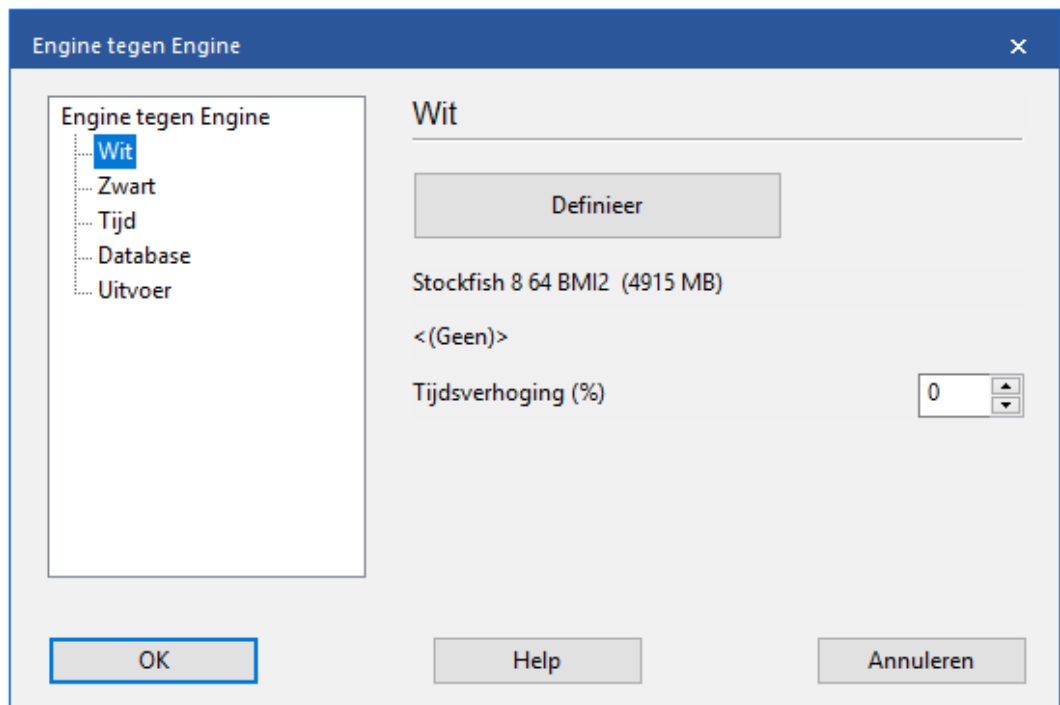 Engine tegen Engine
Engine tegen Engine
Wit
Zwart
Tijd
Database
Uitvoer
Wit
Definieer
Stockfish 8 64 BMI2 (4915 MB)
<(Geen)>
Tijdsverhoging (%) 0
OK Help Annuleren